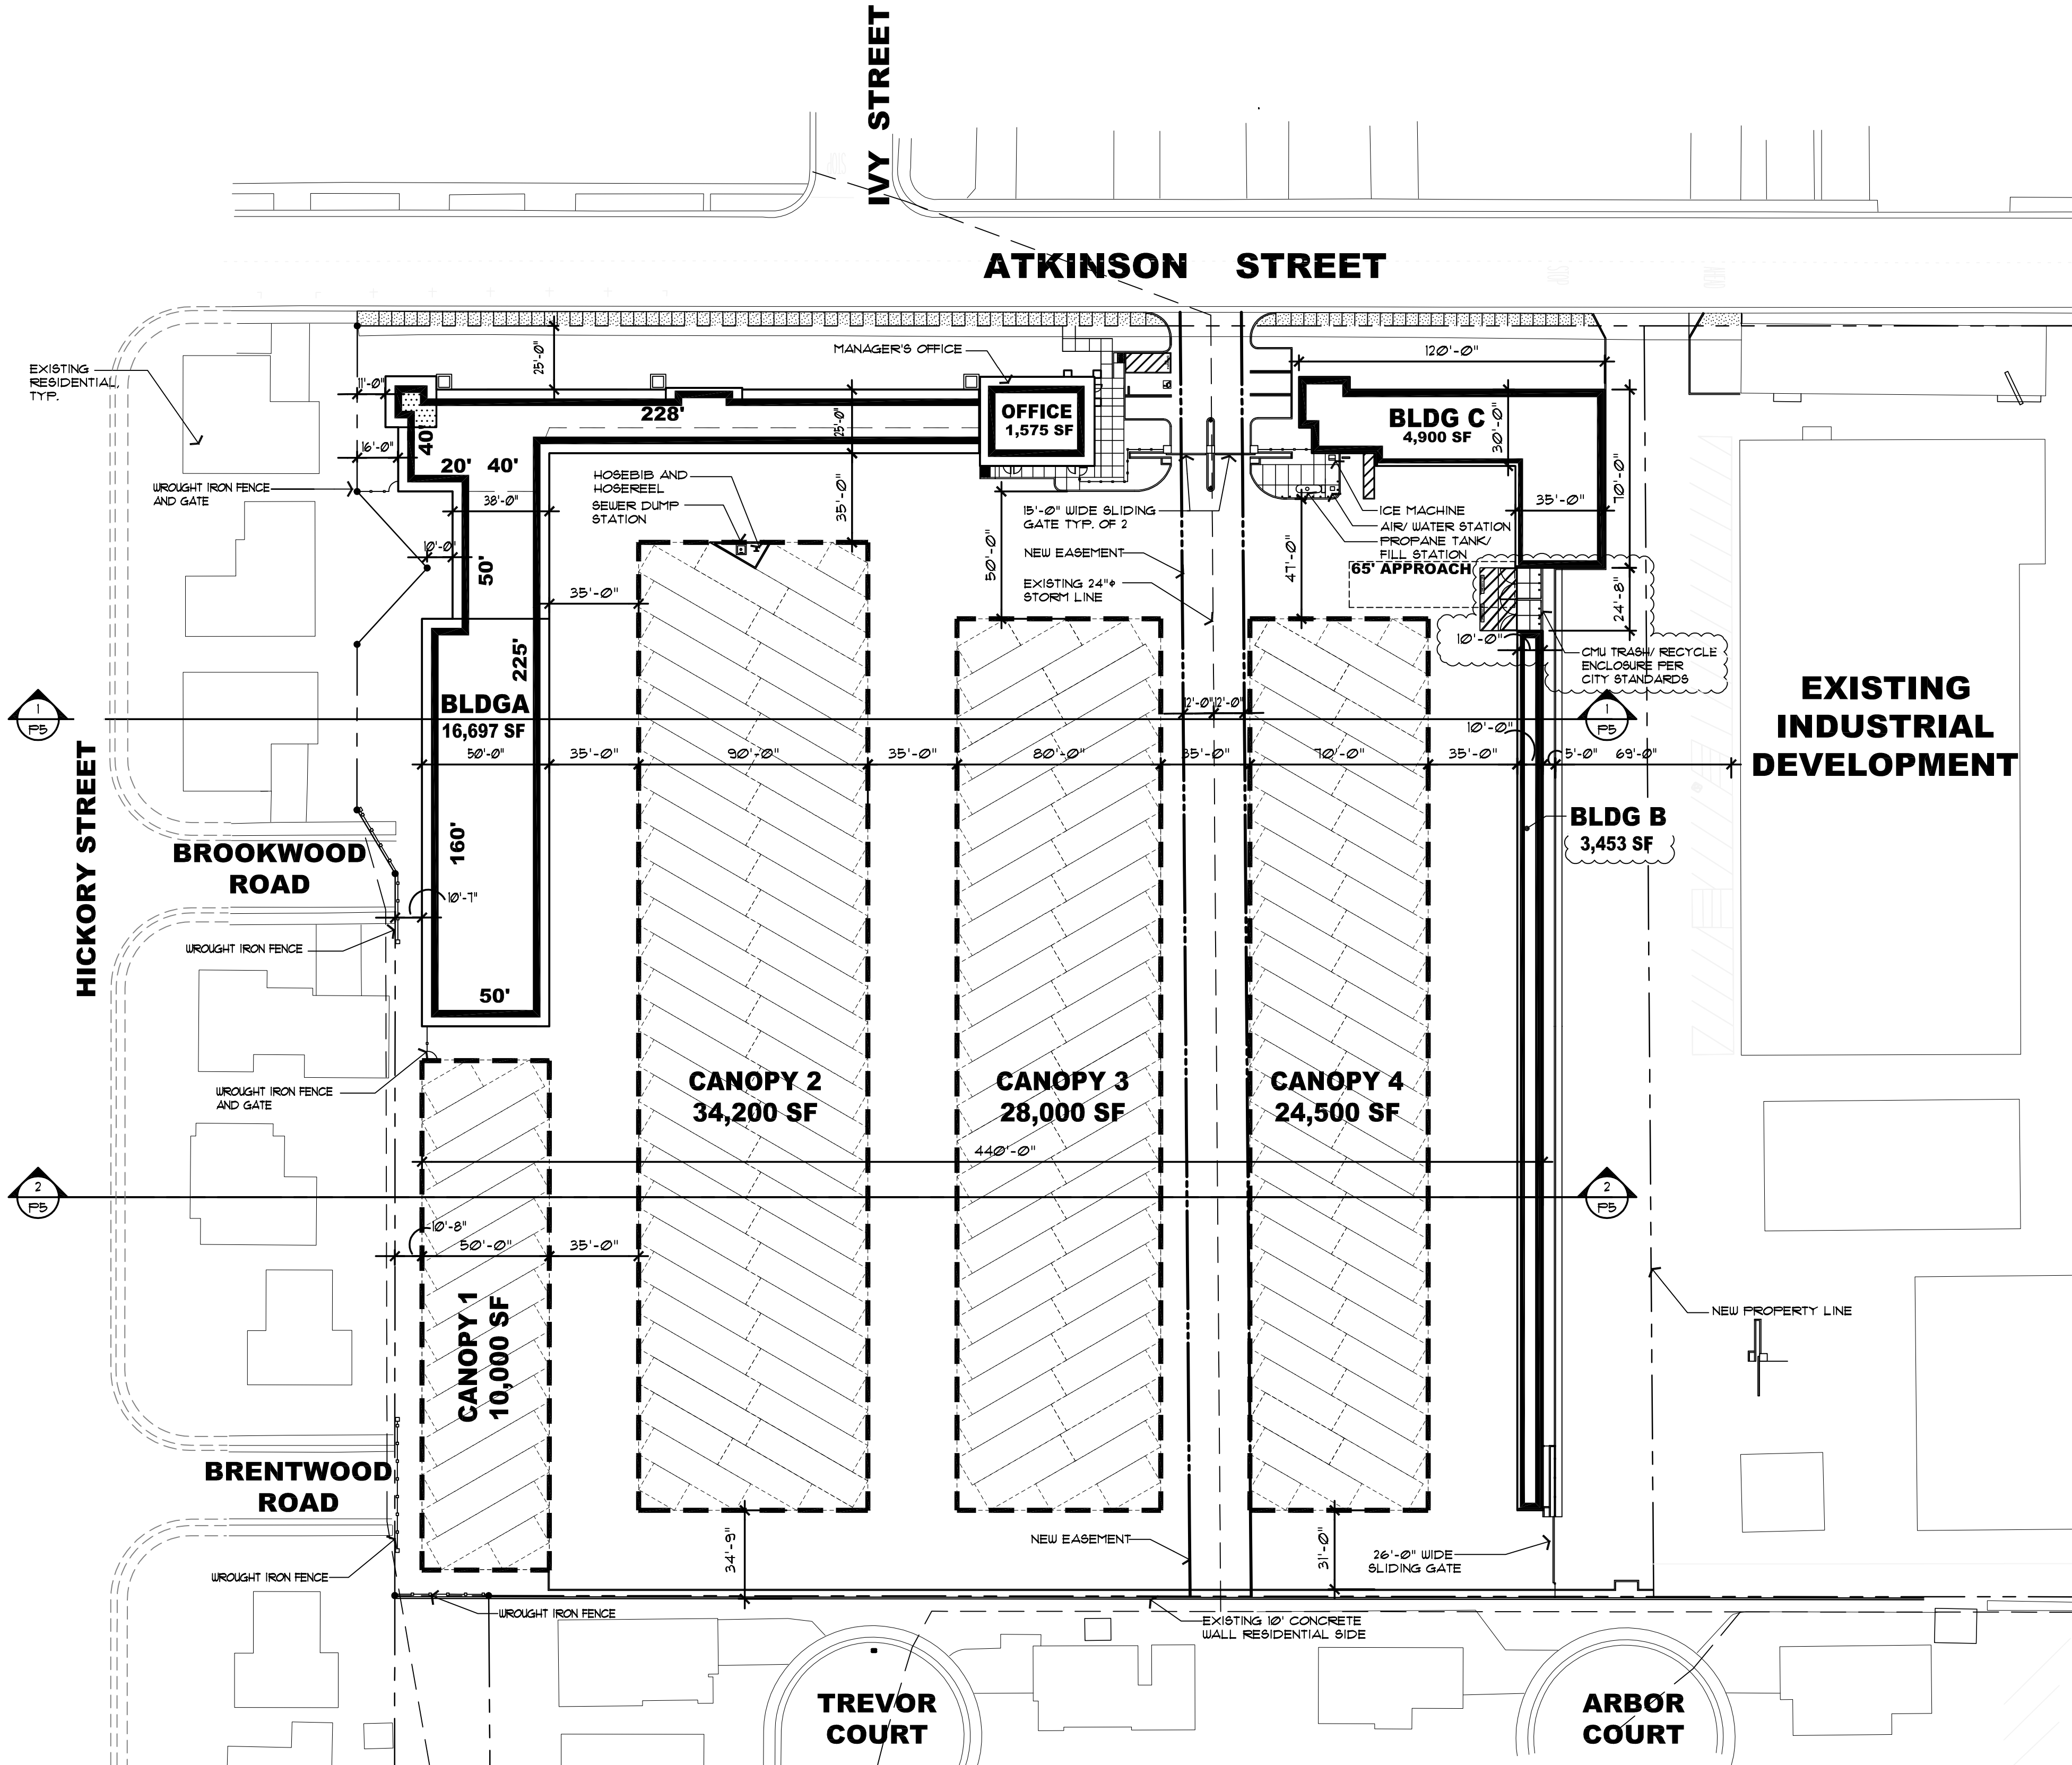 IVY STREET
ATKINSON STREET
EXISTING
RESIDENTIAL,
TYP.
11'-0"
25'-0"
MANAGER'S OFFICE
120'-0"
228'
25'-0"
OFFICE
1,575 SF
BLDG C
4,900 SF
30'-0"
40'
16'-0"
20' 40'
WROUGHT IRON FENCE
AND GATE
38'-0"
HOSEBIB AND
HOSEREEL
SEWER DUMP
STATION
35'-0"
15'-0" WIDE SLIDING
GATE TYP. OF 2
ICE MACHINE
AIR/ WATER STATION
PROPANE TANK/
FILL STATION
35'-0"
70'-0"
10'-0"
50'
50'-0"
NEW EASEMENT
EXISTING 24"ø
STORM LINE
47'-0"
65' APPROACH
24'-8"
35'-0"
10'-0"
CMU TRASH/ RECYCLE
ENCLOSURE PER
CITY STANDARDS
225'
BLDGA
16,697 SF
1
P5
12'-0"
12'-0"
1
P5
EXISTING
INDUSTRIAL
DEVELOPMENT
10'-0"
50'-0"
35'-0"
90'-0"
35'-0"
80'-0"
35'-0"
70'-0"
35'-0"
5'-0"
69'-0"
HICKORY STREET
BLDG B
3,453 SF
160'
BROOKWOOD
ROAD
10'-7"
WROUGHT IRON FENCE
50'
WROUGHT IRON FENCE
AND GATE
CANOPY 2
34,200 SF
CANOPY 3
28,000 SF
CANOPY 4
24,500 SF
440'-0"
2
P5
2
P5
10'-8"
50'-0"
35'-0"
CANOPY 1
10,000 SF
NEW PROPERTY LINE
BRENTWOOD
ROAD
34'-9"
NEW EASEMENT
31'-0"
26'-0" WIDE
SLIDING GATE
WROUGHT IRON FENCE
WROUGHT IRON FENCE
EXISTING 10' CONCRETE
WALL RESIDENTIAL SIDE
TREVOR
COURT
ARBOR
COURT